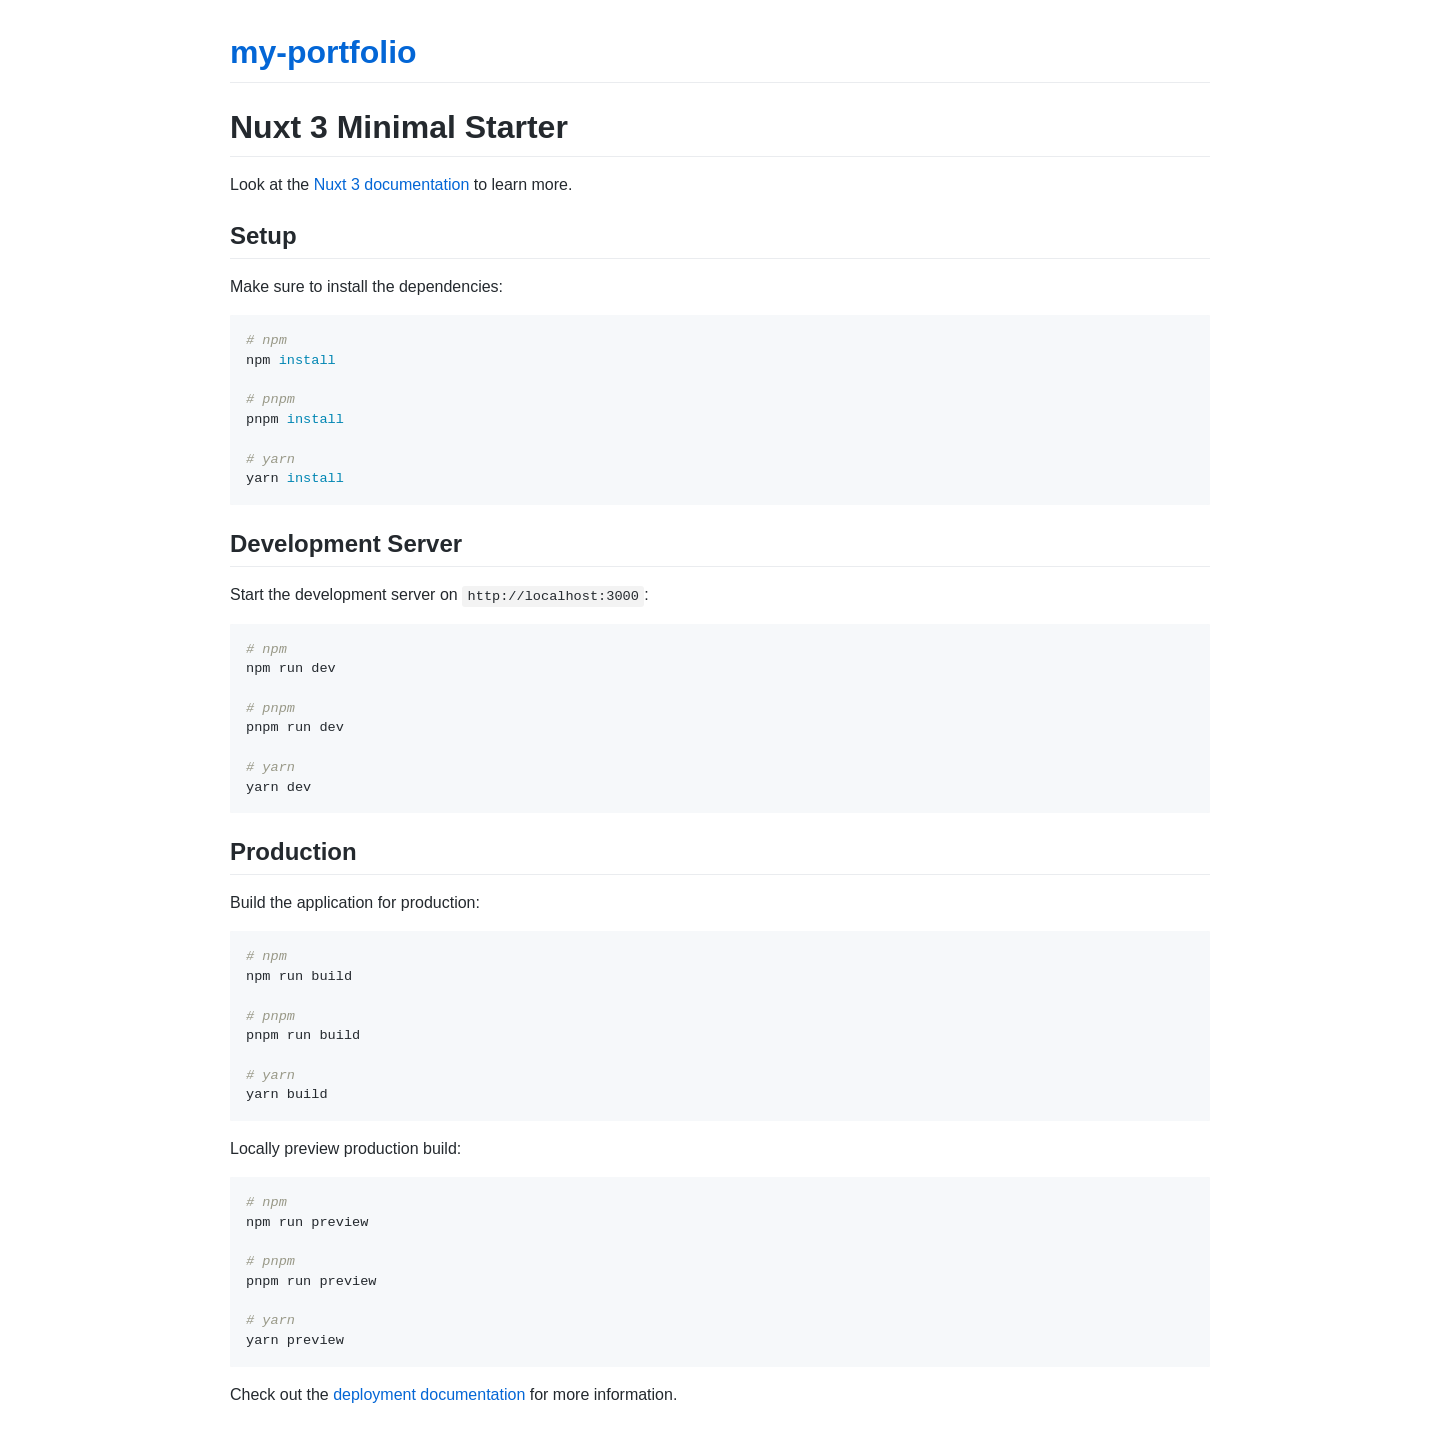 my-portfolio
Nuxt 3 Minimal Starter
Look at the Nuxt 3 documentation to learn more.
Setup
Make sure to install the dependencies:
# npm
npm install
# pnpm
pnpm install
# yarn
yarn install
Development Server
Start the development server on http://localhost:3000:
# npm
npm run dev
# pnpm
pnpm run dev
# yarn
yarn dev
Production
Build the application for production:
# npm
npm run build
# pnpm
pnpm run build
# yarn
yarn build
Locally preview production build:
# npm
npm run preview
# pnpm
pnpm run preview
# yarn
yarn preview
Check out the deployment documentation for more information.